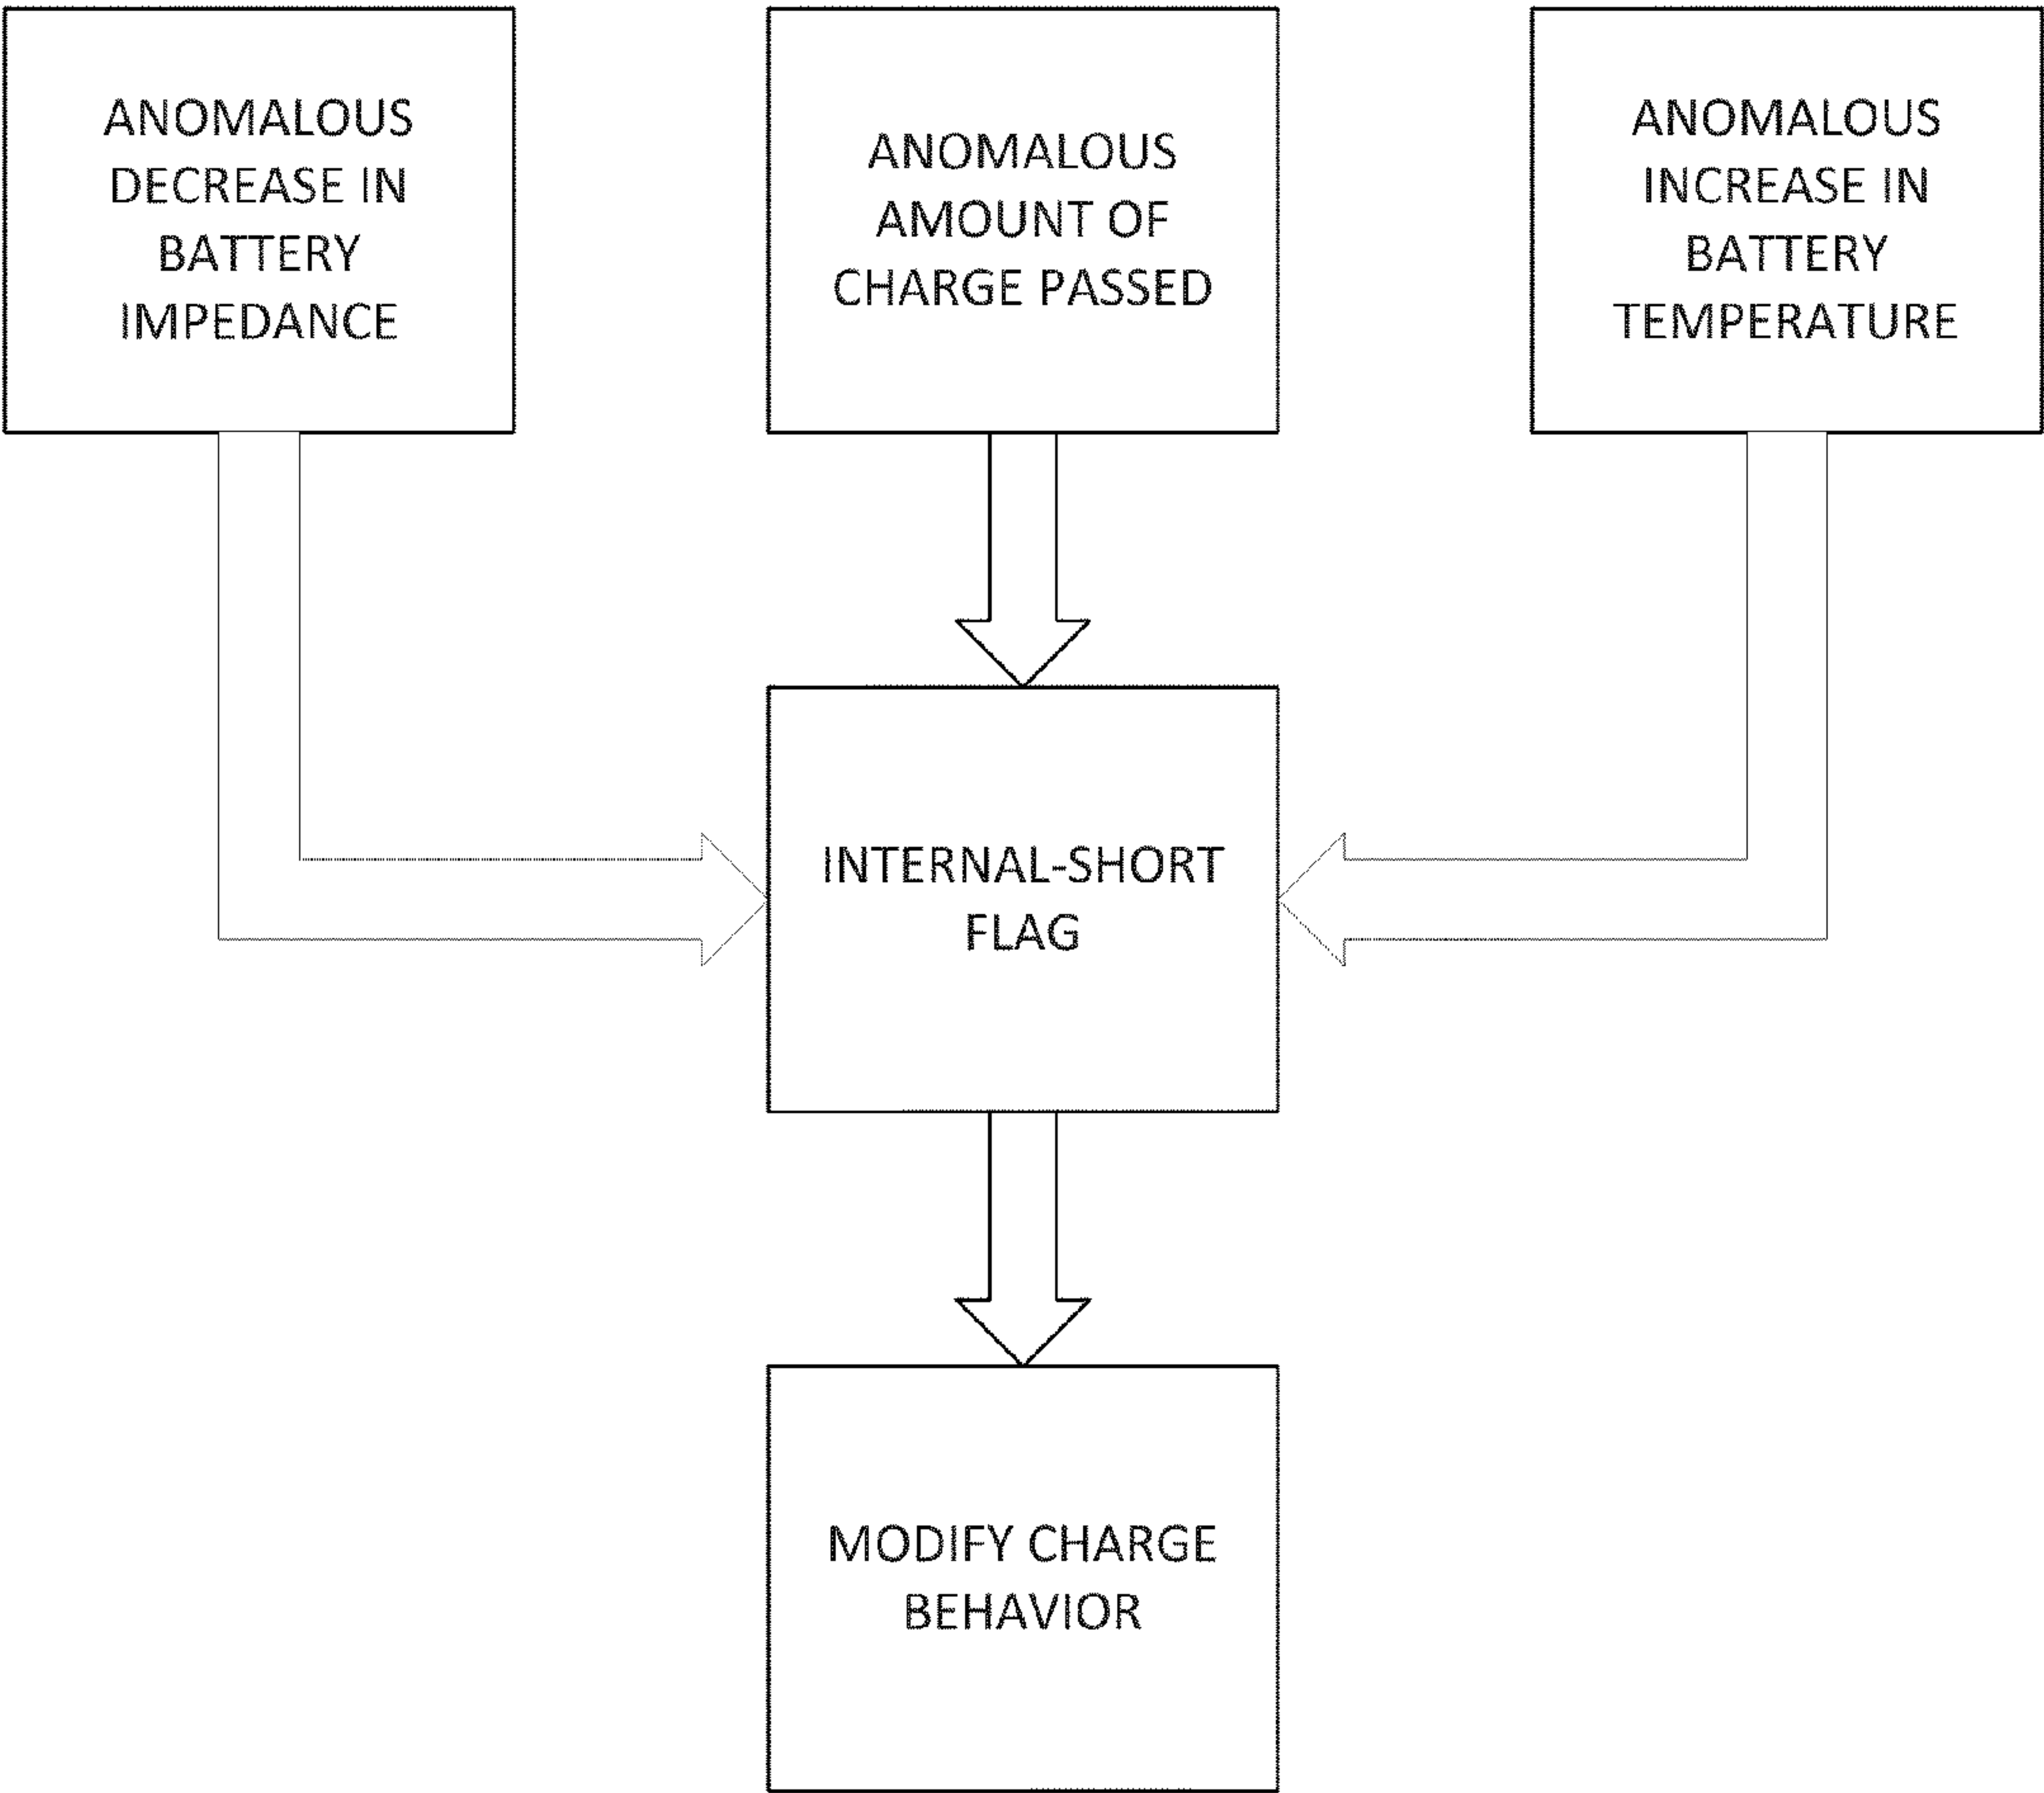 ANOMALOUS
DECREASE IN
BATTERY
IMPEDANCE
ANOMALOUS
AMOUNT OF
CHARGE PASSED
ANOMALOUS
INCREASE IN
BATTERY
TEMPERATURE
INTERNAL-SHORT
FLAG
MODIFY CHARGE
BEHAVIOR